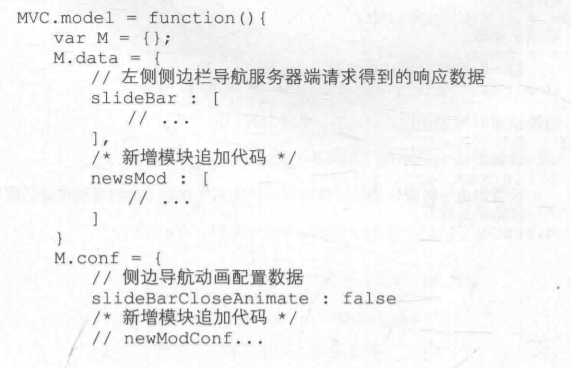 MVC.model = function(){
    var M = {};
    M.data = {
        // 左侧侧边栏导航服务器端请求得到的响应数据
        slideBar : [
            // ...
        ],
        /* 新增模块追加代码 */
        newsMod : [
            // ...
        ]
    }
    M.conf = {
        // 侧边导航动画配置数据
        slideBarCloseAnimate : false
        /* 新增模块追加代码 */
        // newModConf...